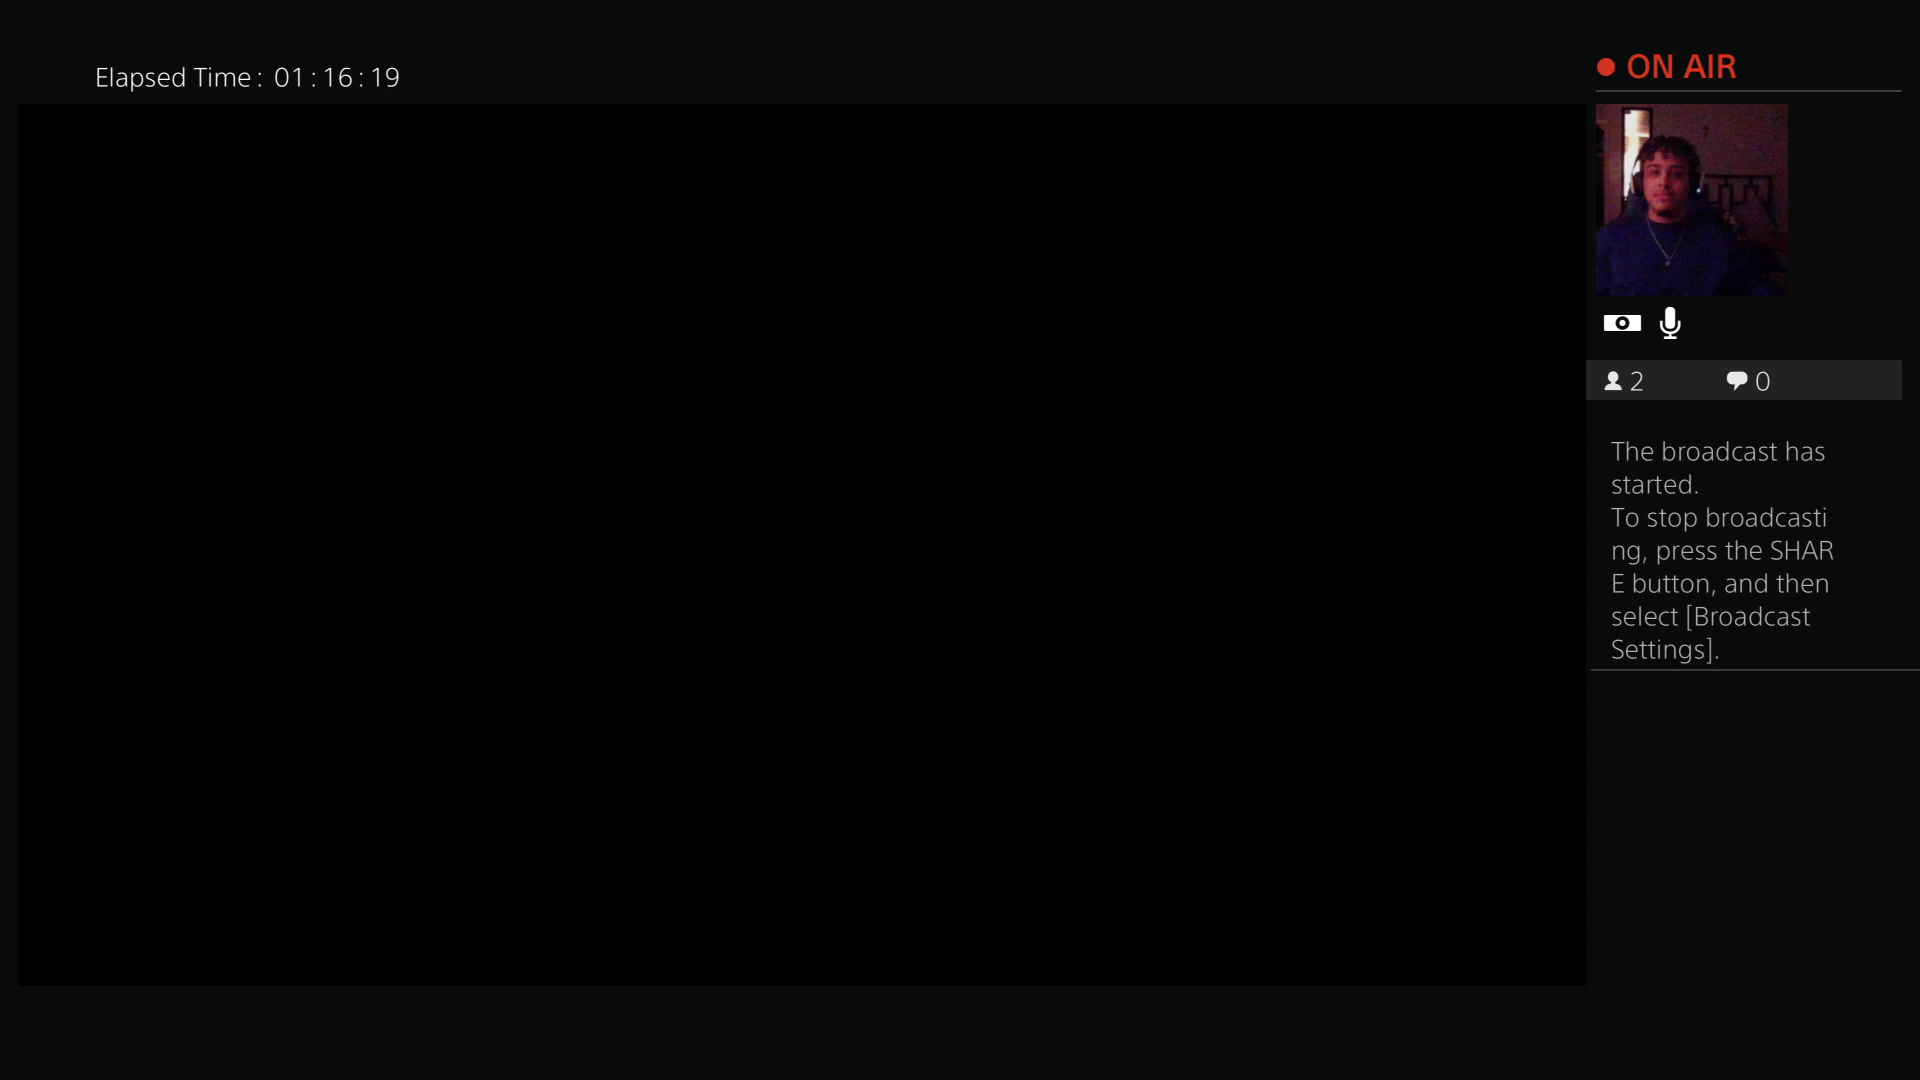 Elapsed Time : 01 : 16 : 19
ON AIR
2
0
The broadcast has
started.
To stop broadcasti
ng, press the SHAR
E button, and then
select [Broadcast
Settings].